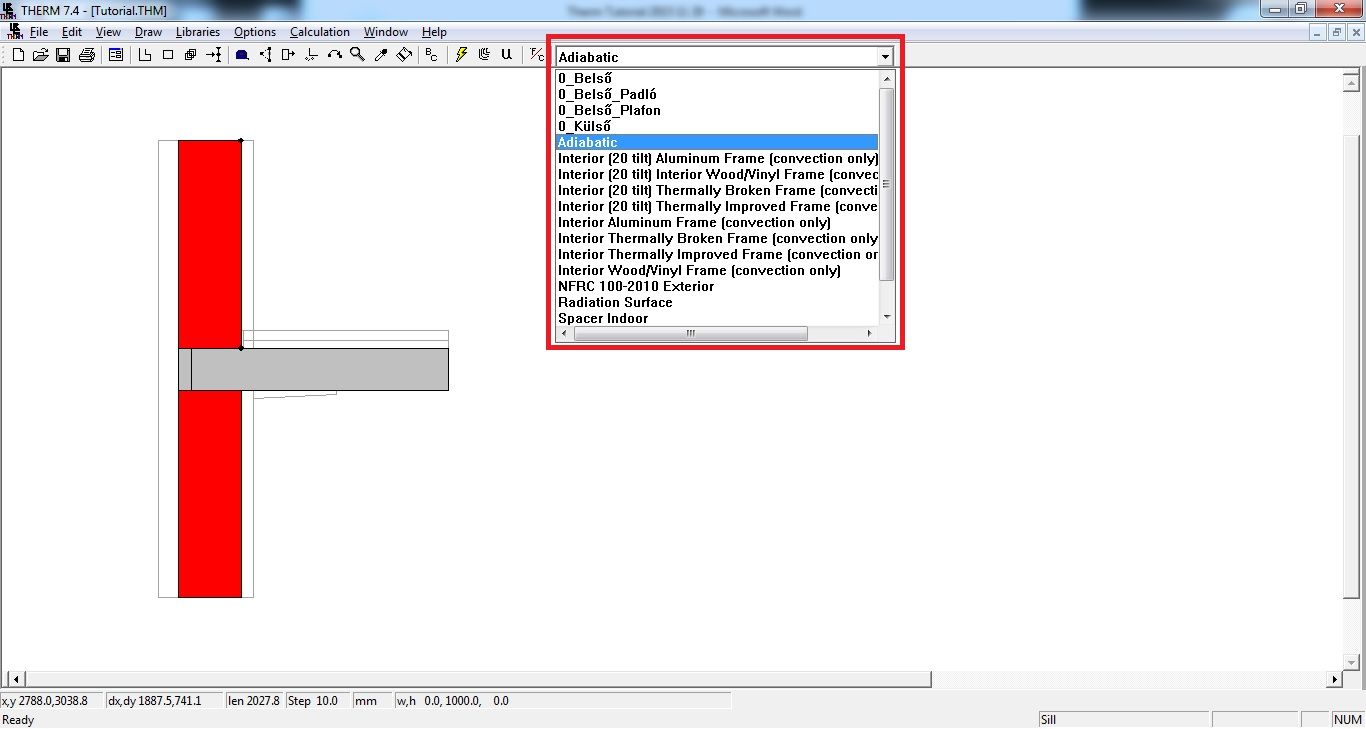 THERM 7.4 - [Tutorial.THM]
File Edit View Draw Libraries Options Calculation Window Help
Adiabatic
0_Belső
0_Belső_Padló
0_Belső_Plafon
0_Külső
Adiabatic
Interior (20 tilt) Aluminum Frame (convection only)
Interior (20 tilt) Interior Wood/Vinyl Frame (convec
Interior (20 tilt) Thermally Broken Frame (convecti
Interior (20 tilt) Thermally Improved Frame (conve
Interior Aluminum Frame (convection only)
Interior Thermally Broken Frame (convection only
Interior Thermally Improved Frame (convection or
Interior Wood/Vinyl Frame (convection only)
NFRC 100-2010 Exterior
Radiation Surface
Spacer Indoor
x,y 2788.0,3038.8 dx,dy 1887.5,741.1 len 2027.8 Step 10.0 mm w,h 0.0, 1000.0, 0.0
Ready Sill NUM